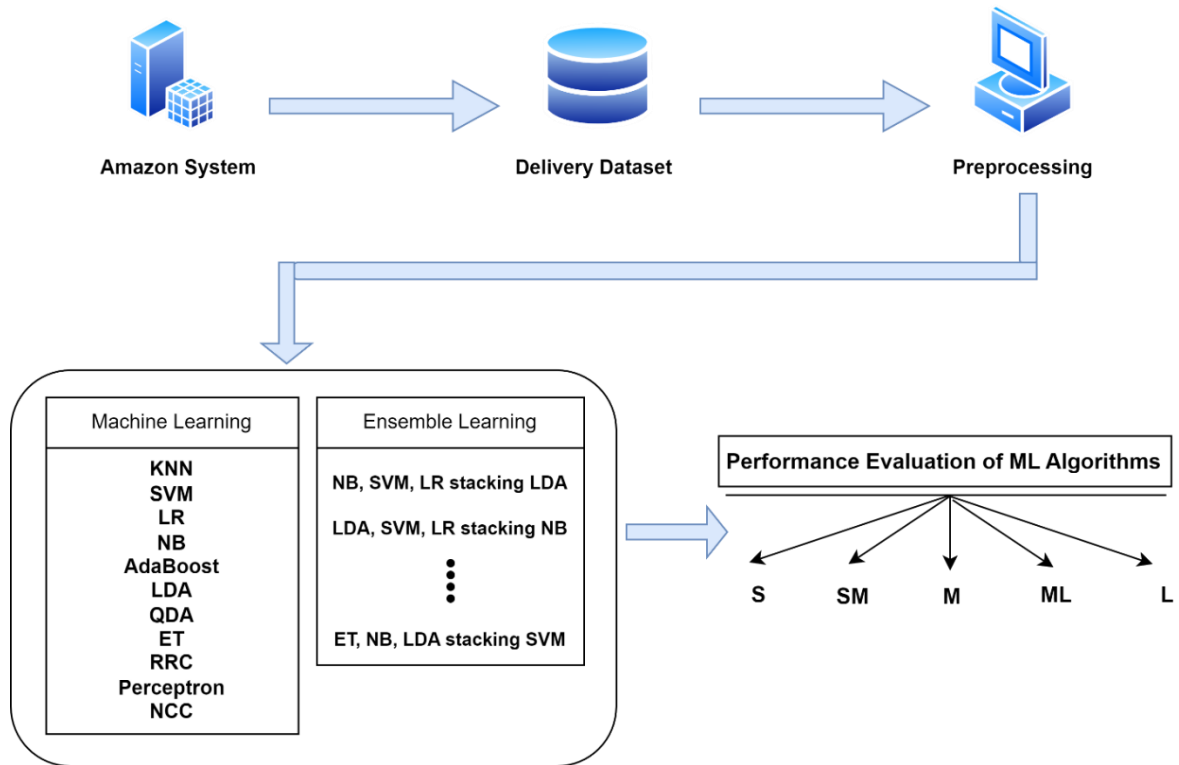 Amazon System
Delivery Dataset
Preprocessing
Machine Learning
KNN
SVM
LR
NB
AdaBoost
LDA
QDA
ET
RRC
Perceptron
NCC
Ensemble Learning
NB, SVM, LR stacking LDA
LDA, SVM, LR stacking NB
ET, NB, LDA stacking SVM
Performance Evaluation of ML Algorithms
S
SM
M
ML
L